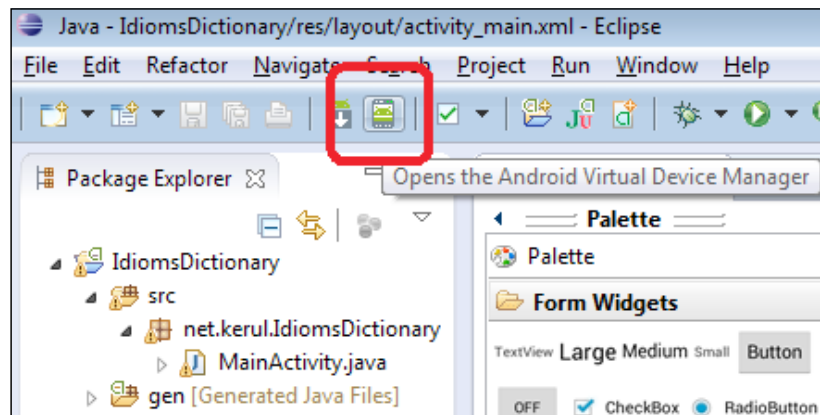 Java - IdiomsDictionary/res/layout/activity_main.xml - Eclipse
File Edit Refactor Navigate Search Project Run Window Help
Package Explorer
Opens the Android Virtual Device Manager
Palette
Palette
IdiomsDictionary
src
Form Widgets
net.kerul.IdiomsDictionary
TextView Large Medium Small Button
MainActivity.java
gen [Generated Java Files]
OFF CheckBox RadioButton